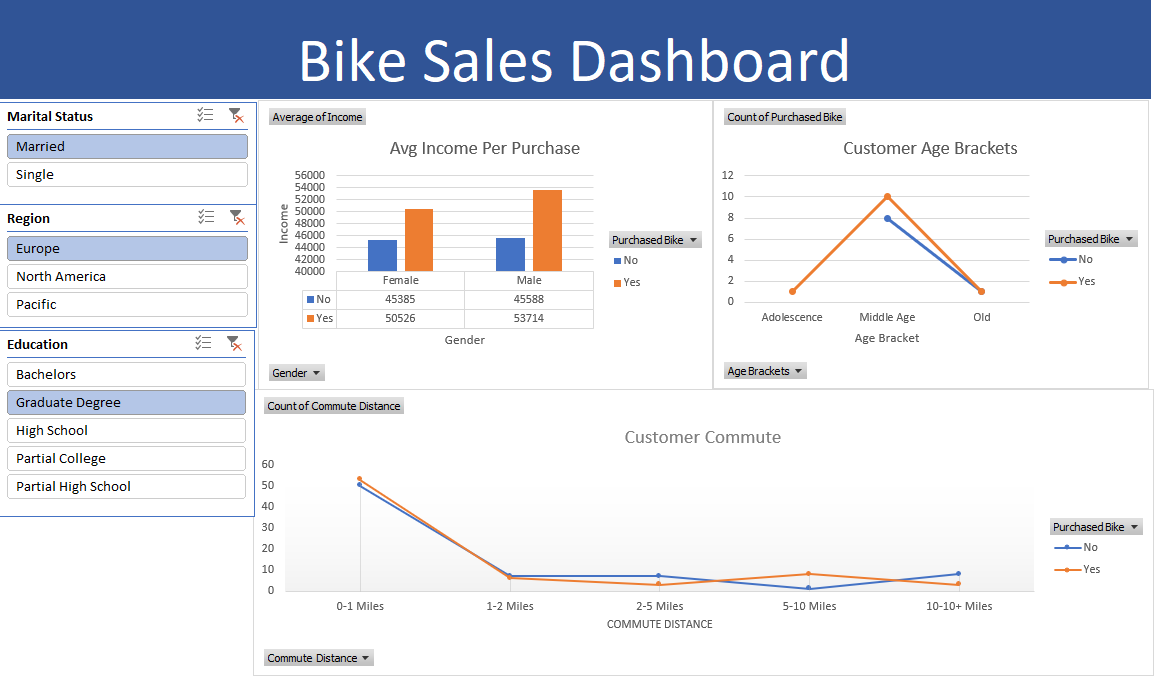 Bike Sales Dashboard
Marital Status
Married
Single
Region
Europe
North America
Pacific
Education
Bachelors
Graduate Degree
High School
Partial College
Partial High School
Average of Income
Avg Income Per Purchase
56000
54000
52000
50000
48000
46000
44000
42000
40000
Income
Female Male
No 45385 45588
Yes 50526 53714
Gender
Purchased Bike
No
Yes
Gender
Count of Purchased Bike
Customer Age Brackets
12
10
8
6
4
2
0
Adolescence Middle Age Old
Age Bracket
Purchased Bike
No
Yes
Age Brackets
Count of Commute Distance
Customer Commute
60
50
40
30
20
10
0
0-1 Miles 1-2 Miles 2-5 Miles 5-10 Miles 10-10+ Miles
COMMUTE DISTANCE
Purchased Bike
No
Yes
Commute Distance